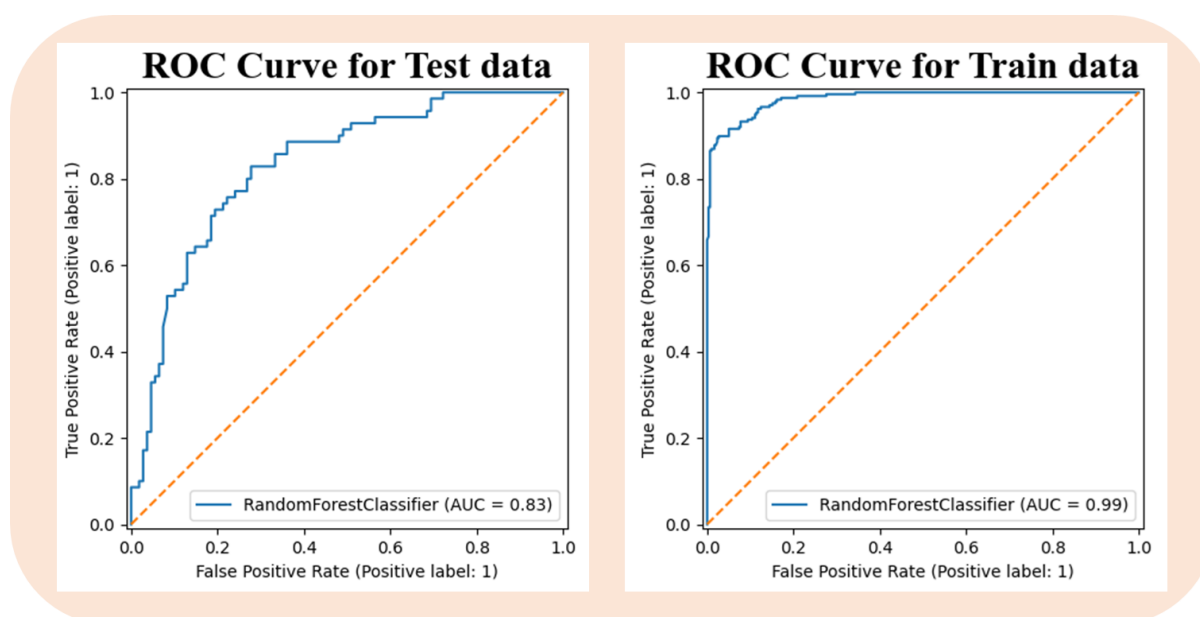 ROC Curve for Test data
True Positive Rate (Positive label: 1)
1.0
0.8
0.6
0.4
0.2
0.0
RandomForestClassifier (AUC = 0.83)
0.0 0.2 0.4 0.6 0.8 1.0
False Positive Rate (Positive label: 1)
ROC Curve for Train data
True Positive Rate (Positive label: 1)
1.0
0.8
0.6
0.4
0.2
0.0
RandomForestClassifier (AUC = 0.99)
0.0 0.2 0.4 0.6 0.8 1.0
False Positive Rate (Positive label: 1)